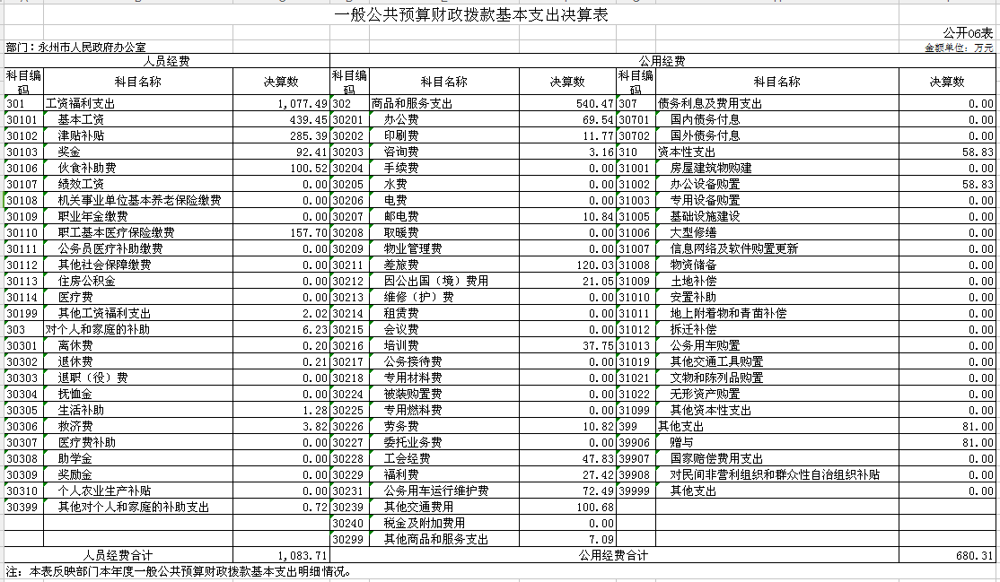 一般公共预算财政拨款基本支出决算表
公开06表
部门：永州市人民政府办公室 金额单位：万元
人员经费 公用经费
科目编码 科目名称 决算数 科目编码 科目名称 决算数 科目编码 科目名称 决算数
301 工资福利支出 1,077.49 302 商品和服务支出 540.47 307 债务利息及费用支出 0.00
30101 基本工资 439.45 30201 办公费 69.54 30701 国内债务付息 0.00
30102 津贴补贴 285.39 30202 印刷费 11.77 30702 国外债务付息 0.00
30103 奖金 92.41 30203 咨询费 3.16 310 资本性支出 58.83
30106 伙食补助费 100.52 30204 手续费 0.00 31001 房屋建筑物购建 0.00
30107 绩效工资 0.00 30205 水费 0.00 31002 办公设备购置 58.83
30108 机关事业单位基本养老保险缴费 0.00 30206 电费 0.00 31003 专用设备购置 0.00
30109 职业年金缴费 0.00 30207 邮电费 10.84 31005 基础设施建设 0.00
30110 职工基本医疗保险缴费 157.70 30208 取暖费 0.00 31006 大型修缮 0.00
30111 公务员医疗补助缴费 0.00 30209 物业管理费 0.00 31007 信息网络及软件购置更新 0.00
30112 其他社会保障缴费 0.00 30211 差旅费 120.03 31008 物资储备 0.00
30113 住房公积金 0.00 30212 因公出国（境）费用 21.05 31009 土地补偿 0.00
30114 医疗费 0.00 30213 维修（护）费 0.00 31010 安置补助 0.00
30199 其他工资福利支出 2.02 30214 租赁费 0.00 31011 地上附着物和青苗补偿 0.00
303 对个人和家庭的补助 6.23 30215 会议费 0.00 31012 拆迁补偿 0.00
30301 离休费 0.20 30216 培训费 37.75 31013 公务用车购置 0.00
30302 退休费 0.21 30217 公务接待费 0.00 31019 其他交通工具购置 0.00
30303 退职（役）费 0.00 30218 专用材料费 0.00 31021 文物和陈列品购置 0.00
30304 抚恤金 0.00 30224 被装购置费 0.00 31022 无形资产购置 0.00
30305 生活补助 1.28 30225 专用燃料费 0.00 31099 其他资本性支出 0.00
30306 救济费 3.82 30226 劳务费 10.82 399 其他支出 81.00
30307 医疗费补助 0.00 30227 委托业务费 0.00 39906 赠与 81.00
30308 助学金 0.00 30228 工会经费 47.83 39907 国家赔偿费用支出 0.00
30309 奖励金 0.00 30229 福利费 27.42 39908 对民间非营利组织和群众性自治组织补贴 0.00
30310 个人农业生产补贴 0.00 30231 公务用车运行维护费 72.49 39999 其他支出 0.00
30399 其他对个人和家庭的补助支出 0.72 30239 其他交通费用 100.68
30240 税金及附加费用 0.00
30299 其他商品和服务支出 7.09
人员经费合计 1,083.71 公用经费合计 680.31
注：本表反映部门本年度一般公共预算财政拨款基本支出明细情况。